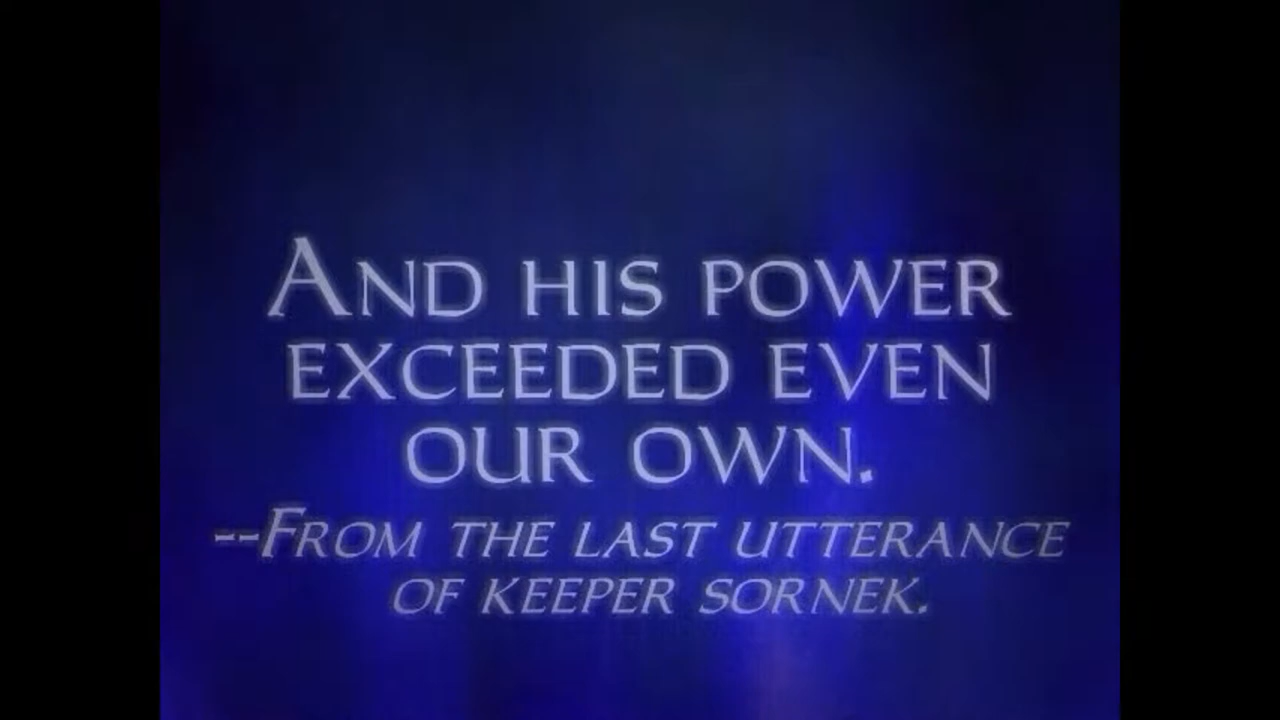 And his power
exceeded even
our own.
--From the last utterance
of keeper sornek.